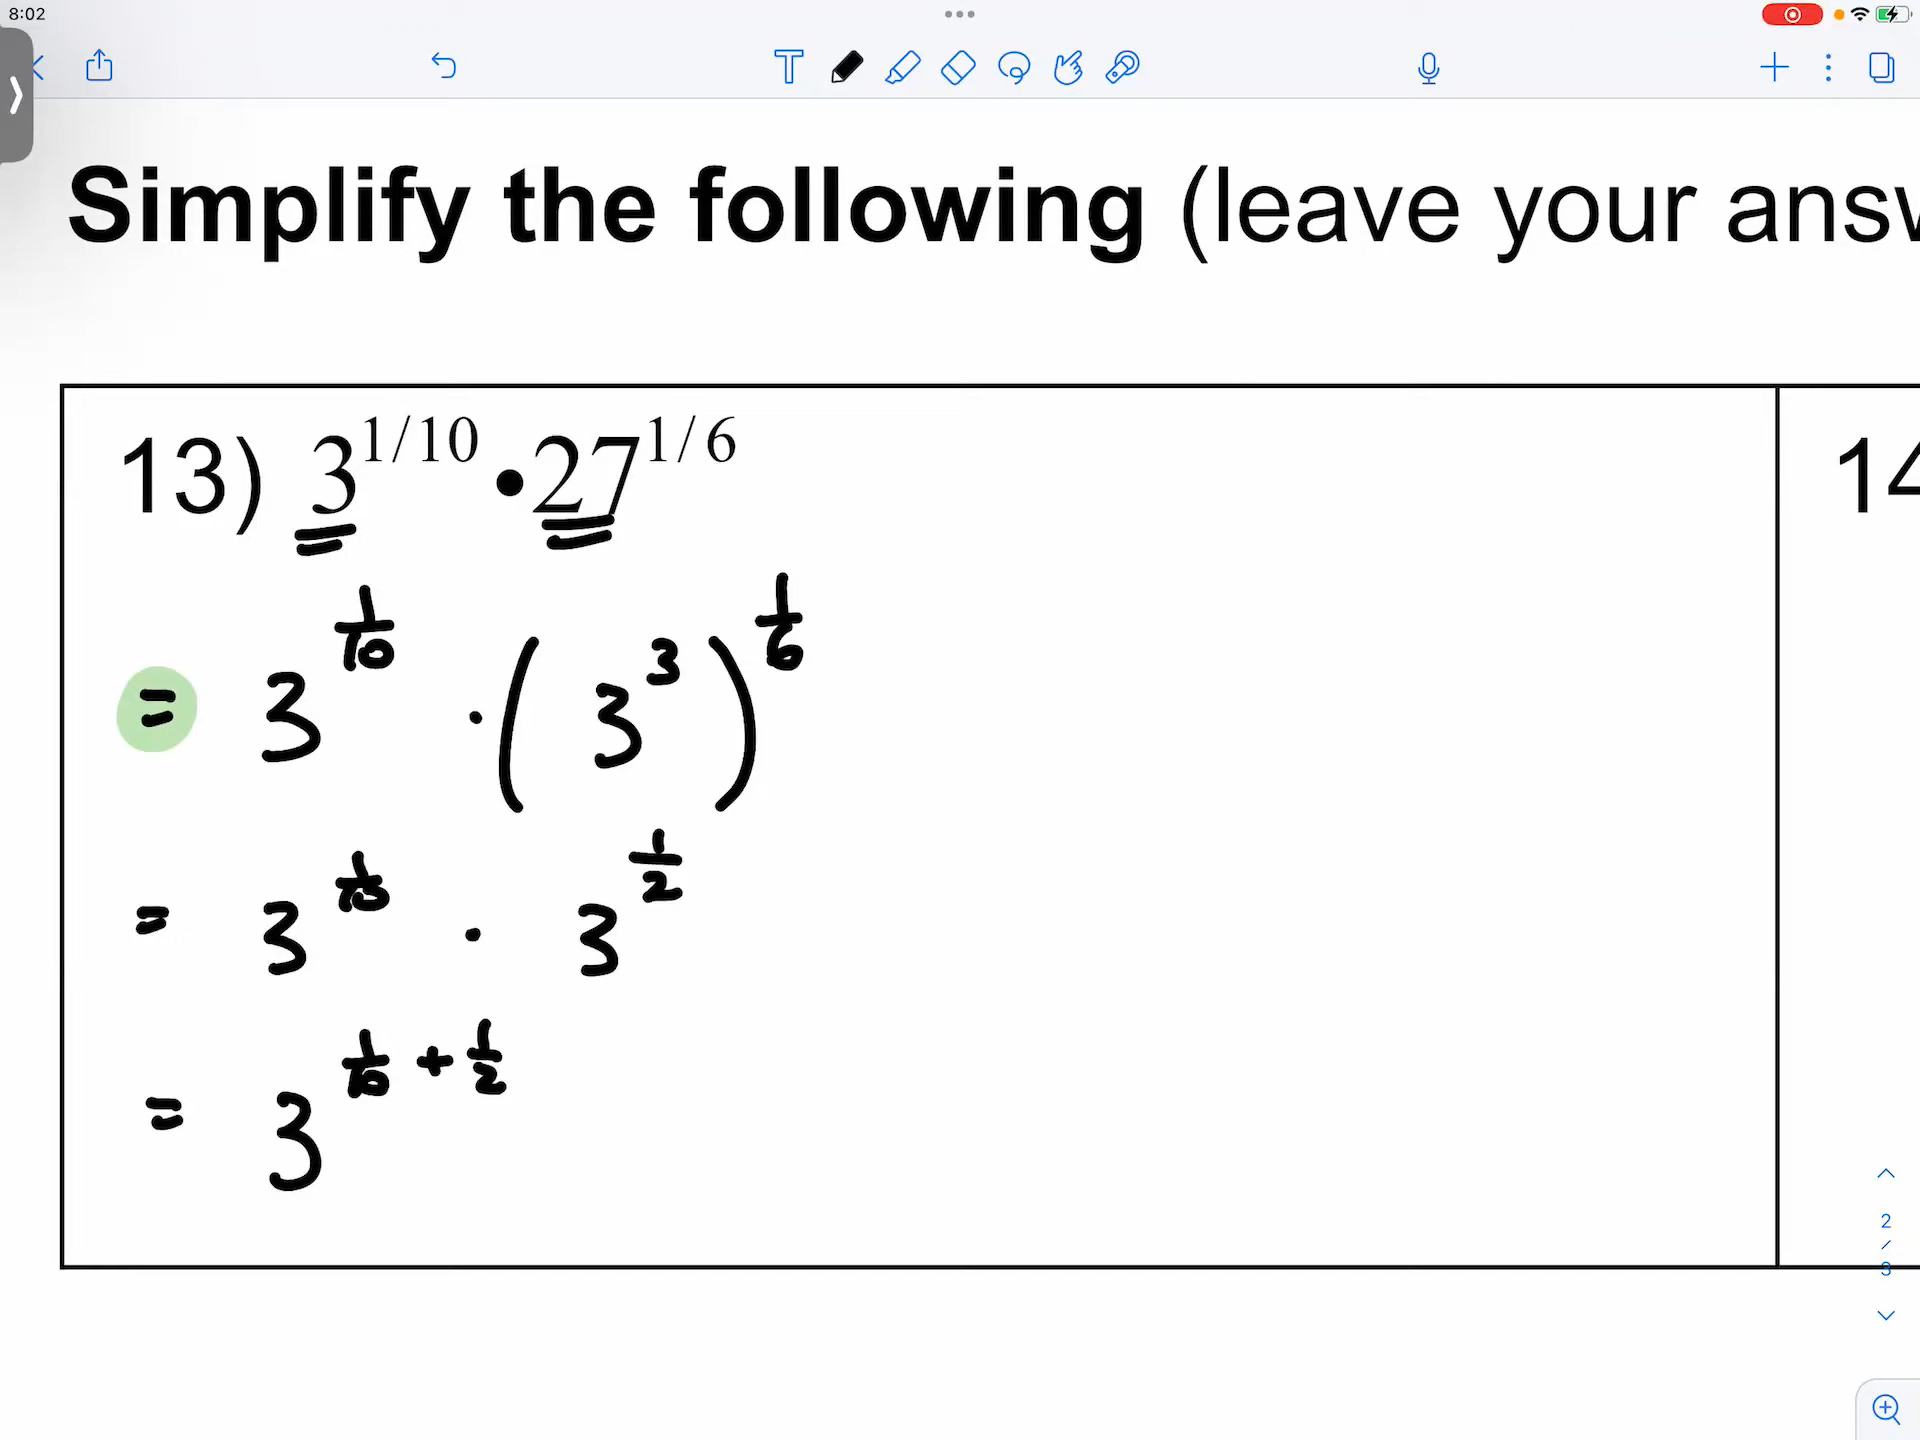 8:02
Simplify the following (leave your answ
13) 3^{1/10} • 27^{1/6}
14
= 3^{1/10} · (3^3)^{1/6}
= 3^{1/10} · 3^{1/2}
= 3^{1/10 + 1/2}
2
/
3